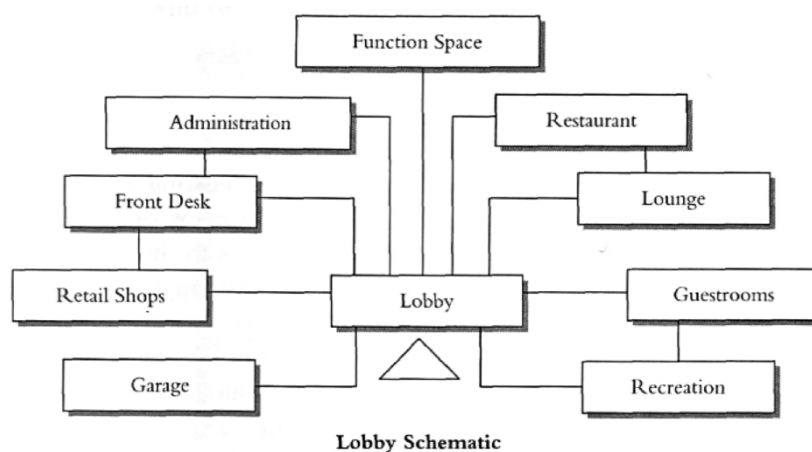 Function Space
Administration
Restaurant
Front Desk
Lounge
Retail Shops
Lobby
Guestrooms
Garage
Recreation
Lobby Schematic